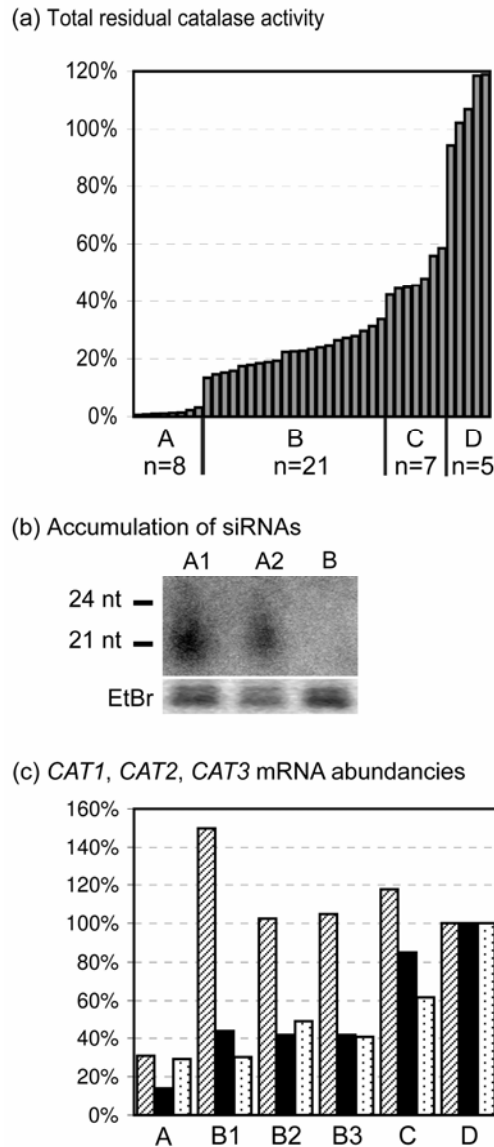 (a) Total residual catalase activity
120%
100%
80%
60%
40%
20%
0%
A B C D
n=8 n=21 n=7 n=5
(b) Accumulation of siRNAs
A1 A2 B
24 nt
21 nt
EtBr
(c) CAT1, CAT2, CAT3 mRNA abundancies
160%
140%
120%
100%
80%
60%
40%
20%
0%
A B1 B2 B3 C D